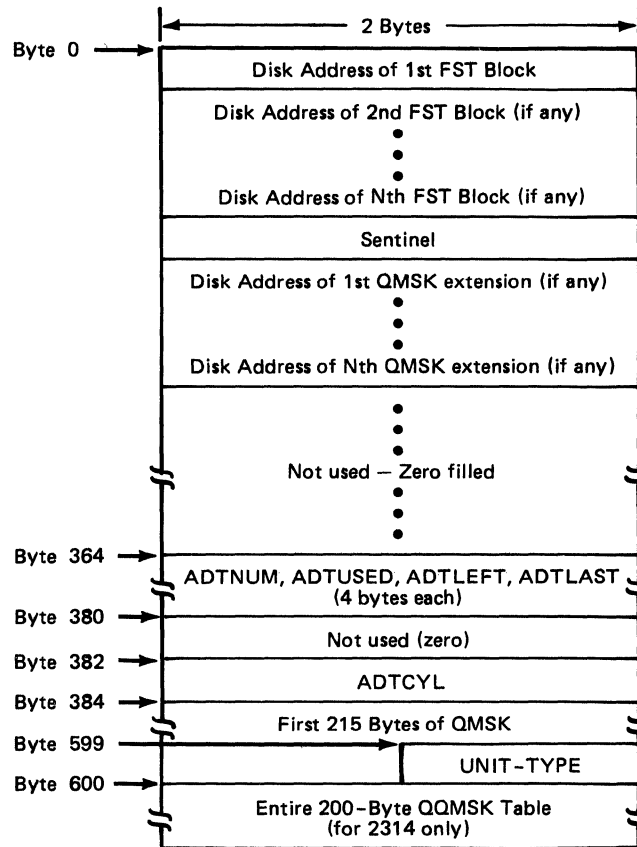 2 Bytes
Byte 0
Disk Address of 1st FST Block
Disk Address of 2nd FST Block (if any)
Disk Address of Nth FST Block (if any)
Sentinel
Disk Address of 1st QMSK extension (if any)
Disk Address of Nth QMSK extension (if any)
Not used — Zero filled
Byte 364
ADTNUM, ADTUSED, ADTLEFT, ADTLAST
(4 bytes each)
Byte 380
Not used (zero)
Byte 382
ADTCYL
Byte 384
First 215 Bytes of QMSK
Byte 599
UNIT-TYPE
Byte 600
Entire 200-Byte QQMSK Table
(for 2314 only)